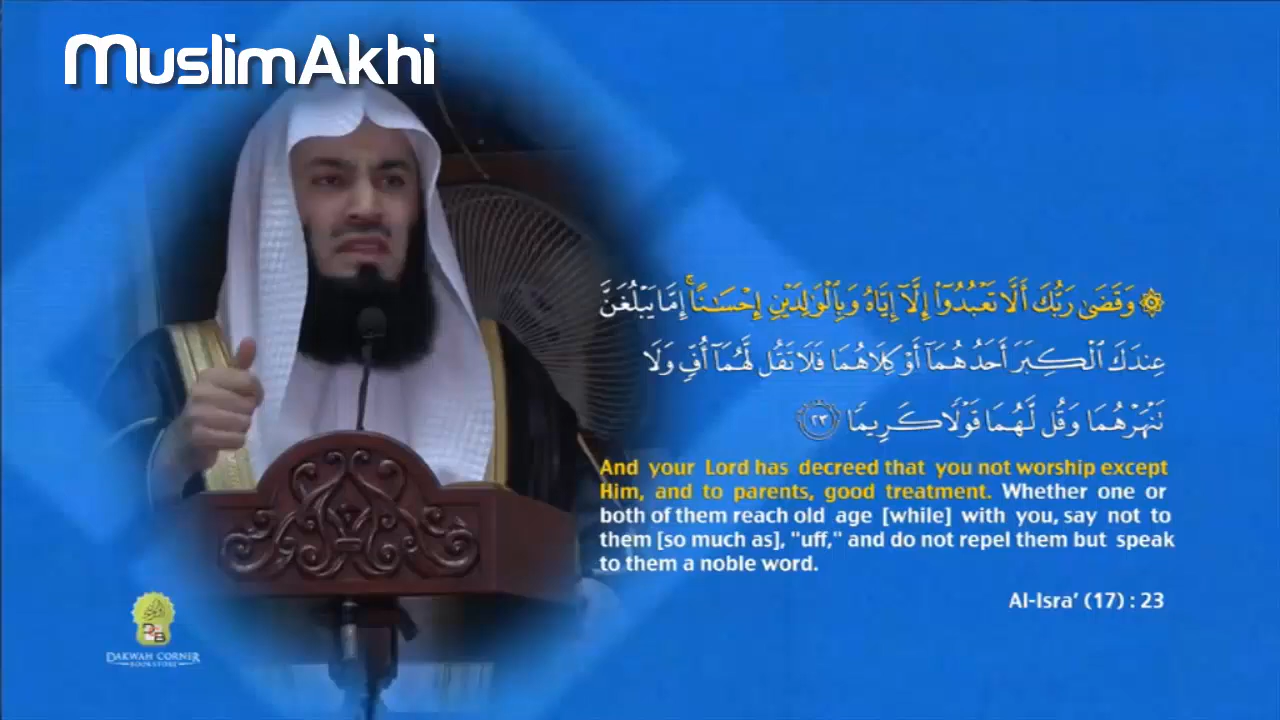 MuslimAkhi
۞ وَقَضَىٰ رَبُّكَ أَلَّا تَعْبُدُوٓا۟ إِلَّآ إِيَّاهُ وَبِٱلْوَٰلِدَيْنِ إِحْسَـٰنًا ۚ إِمَّا يَبْلُغَنَّ
عِندَكَ ٱلْكِبَرَ أَحَدُهُمَآ أَوْ كِلَاهُمَا فَلَا تَقُل لَّهُمَآ أُفٍّ وَلَا
تَنْهَرْهُمَا وَقُل لَّهُمَا قَوْلًا كَرِيمًا ٢٣
And your Lord has decreed that you not worship except
Him, and to parents, good treatment. Whether one or
both of them reach old age [while] with you, say not to
them [so much as], "uff," and do not repel them but speak
to them a noble word.
Al-Isra’ (17) : 23
DAKWAH CORNER
BOOKSTORE